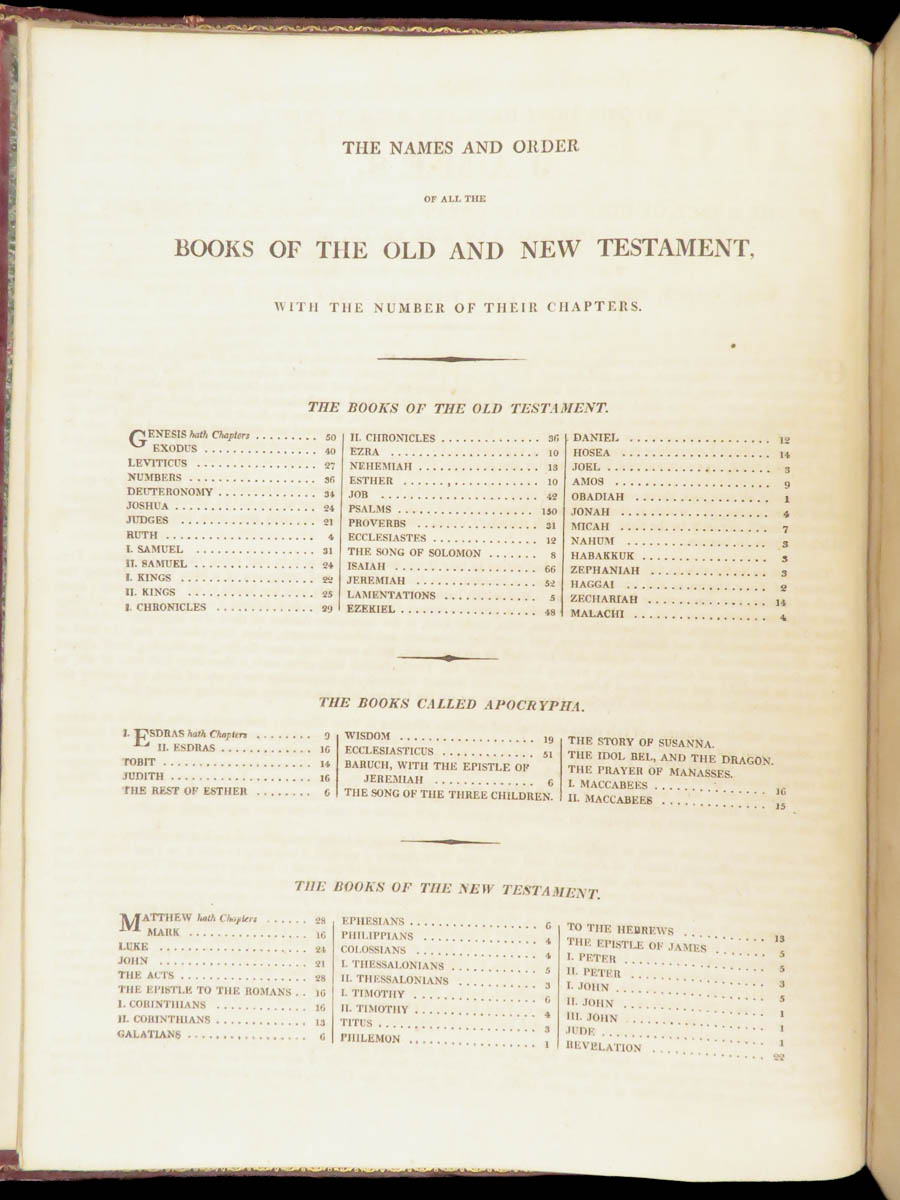 THE NAMES AND ORDER
OF ALL THE
BOOKS OF THE OLD AND NEW TESTAMENT,
WITH THE NUMBER OF THEIR CHAPTERS.
THE BOOKS OF THE OLD TESTAMENT.
GENESIS hath Chapters ......... 50
EXODUS ................ 40
LEVITICUS ................. 27
NUMBERS .................. 36
DEUTERONOMY .............. 34
JOSHUA .................... 24
JUDGES ................... 21
RUTH ..................... 4
I. SAMUEL ................. 31
II. SAMUEL ................. 24
I. KINGS ................... 22
II. KINGS .................. 25
I. CHRONICLES .............. 29
II. CHRONICLES .............. 36
EZRA ..................... 10
NEHEMIAH ................. 13
ESTHER ................... 10
JOB ...................... 42
PSALMS ................... 150
PROVERBS ................. 31
ECCLESIASTES ............... 12
THE SONG OF SOLOMON ....... 8
ISAIAH .................... 66
JEREMIAH ................. 52
LAMENTATIONS ............. 5
EZEKIEL ................... 48
DANIEL .................... 12
HOSEA ..................... 14
JOEL ....................... 3
AMOS ...................... 9
OBADIAH ................... 1
JONAH ..................... 4
MICAH ..................... 7
NAHUM .................... 3
HABAKKUK .................. 3
ZEPHANIAH ................. 3
HAGGAI .................... 2
ZECHARIAH ................. 14
MALACHI ................... 4
THE BOOKS CALLED APOCRYPHA.
I. ESDRAS hath Chapters ........ 9
II. ESDRAS ............. 16
TOBIT ..................... 14
JUDITH .................... 16
THE REST OF ESTHER ........ 6
WISDOM ................... 19
ECCLESIASTICUS ............. 51
BARUCH, WITH THE EPISTLE OF
JEREMIAH .............. 6
THE SONG OF THE THREE CHILDREN.
THE STORY OF SUSANNA.
THE IDOL BEL, AND THE DRAGON.
THE PRAYER OF MANASSES.
I. MACCABEES ................ 16
II. MACCABEES ............... 15
THE BOOKS OF THE NEW TESTAMENT.
MATTHEW hath Chapters ...... 28
MARK ................. 16
LUKE ..................... 24
JOHN ..................... 21
THE ACTS .................. 28
THE EPISTLE TO THE ROMANS .. 16
I. CORINTHIANS ............. 16
II. CORINTHIANS ............. 13
GALATIANS ................. 6
EPHESIANS .................. 6
PHILIPPIANS ................ 4
COLOSSIANS ................. 4
I. THESSALONIANS ............ 5
II. THESSALONIANS ........... 3
I. TIMOTHY .................. 6
II. TIMOTHY ................. 4
TITUS ...................... 3
PHILEMON ................... 1
TO THE HEBREWS ........... 13
THE EPISTLE OF JAMES ....... 5
I. PETER ................... 5
II. PETER .................. 3
I. JOHN .................... 5
II. JOHN ................... 1
III. JOHN .................. 1
JUDE ....................... 1
REVELATION ................ 22